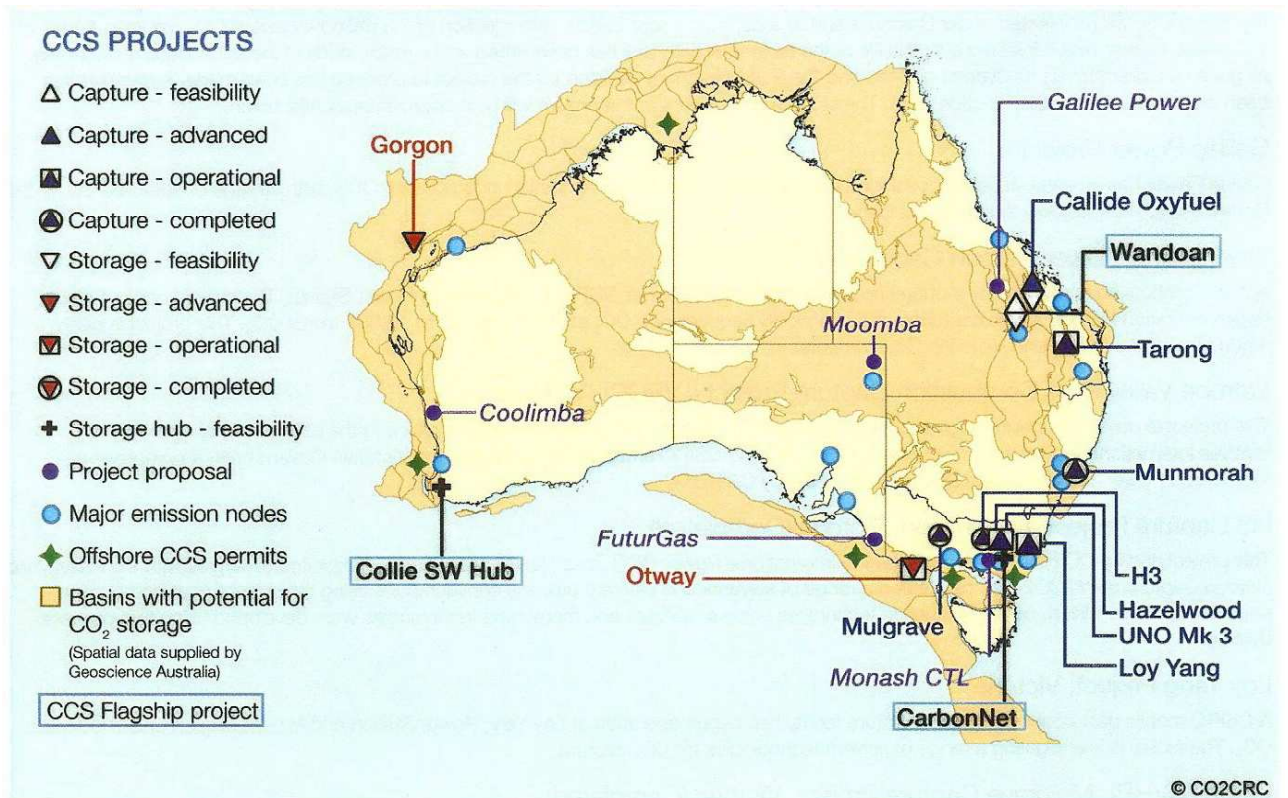 CCS PROJECTS
Capture - feasibility
Capture - advanced
Capture - operational
Capture - completed
Storage - feasibility
Storage - advanced
Storage - operational
Storage - completed
Storage hub - feasibility
Project proposal
Major emission nodes
Offshore CCS permits
Basins with potential for
CO2 storage
(Spatial data supplied by
Geoscience Australia)
CCS Flagship project
Gorgon
Galilee Power
Callide Oxyfuel
Wandoan
Moomba
Tarong
Coolimba
Munmorah
FuturGas
Collie SW Hub
Otway
H3
Mulgrave
Hazelwood
UNO Mk 3
Loy Yang
Monash CTL
CarbonNet
© CO2CRC